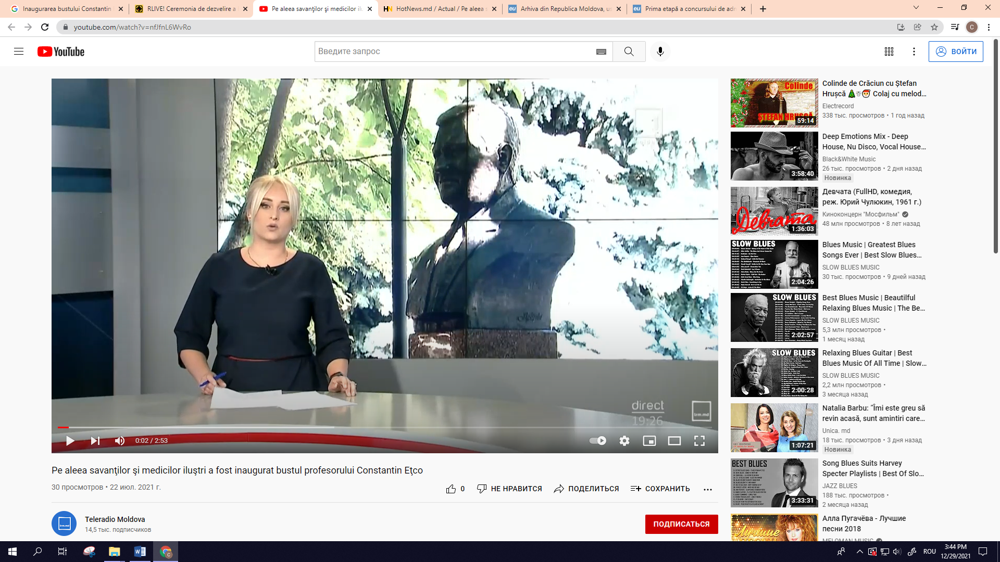 Inaugurarea bustului Constantin
RLIVE! Ceremonia de dezvelire a
Pe aleea savanţilor şi medicilor ilu
HotNews.md / Actual / Pe aleea s
Arhiva din Republica Moldova, us
Prima etapă a concursului de adm
youtube.com/watch?v=nfJfnL6WvRo
C
YouTube
Введите запрос
ВОЙТИ
direct
19:26
trm.md
0:02 / 2:53
Pe aleea savanţilor şi medicilor iluştri a fost inaugurat bustul profesorului Constantin Eţco
30 просмотров • 22 июл. 2021 г.
0
НЕ НРАВИТСЯ
ПОДЕЛИТЬСЯ
СОХРАНИТЬ
trm.md
Teleradio Moldova
14,5 тыс. подписчиков
ПОДПИСАТЬСЯ
Colinde
ŞTEFAN HRUŞCĂ
59:14
Colinde de Crăciun cu Ștefan
Hrușcă 🎄☃🎅 Colaj cu melod...
Electrecord
338 тыс. просмотров • 1 год назад
3:58:40
Deep Emotions Mix - Deep
House, Nu Disco, Vocal House...
Black&White Music
26 тыс. просмотров • 2 дня назад
Новинка
Девчата
1:36:03
Девчата (FullHD, комедия,
реж. Юрий Чулюкин, 1961 г.)
Киноконцерн "Мосфильм"
48 млн просмотров • 8 лет назад
SLOW BLUES
2:04:26
Blues Music | Greatest Blues
Songs Ever | Best Slow Blues...
SLOW BLUES MUSIC
30 тыс. просмотров • 9 дней назад
SLOW BLUES
2:02:57
Best Blues Music | Beautilful
Relaxing Blues Music | The Be...
SLOW BLUES MUSIC
5,3 млн просмотров •
1 месяц назад
SLOW BLUES
2:00:28
Relaxing Blues Guitar | Best
Blues Music Of All Time | Slow...
SLOW BLUES MUSIC
2,2 млн просмотров •
3 месяца назад
1:07:21
Natalia Barbu: ”Îmi este greu să
revin acasă, sunt amintiri care...
Unica. md
18 тыс. просмотров • 3 дня назад
Новинка
BEST BLUES
3:33:31
Song Blues Suits Harvey
Specter Playlists | Best Of Slo...
JAZZ BLUES
188 тыс. просмотров •
2 месяца назад
Лучшие
Алла Пугачёва - Лучшие
песни 2018
MELOMAN MUSIC
ROU
3:44 PM
12/29/2021